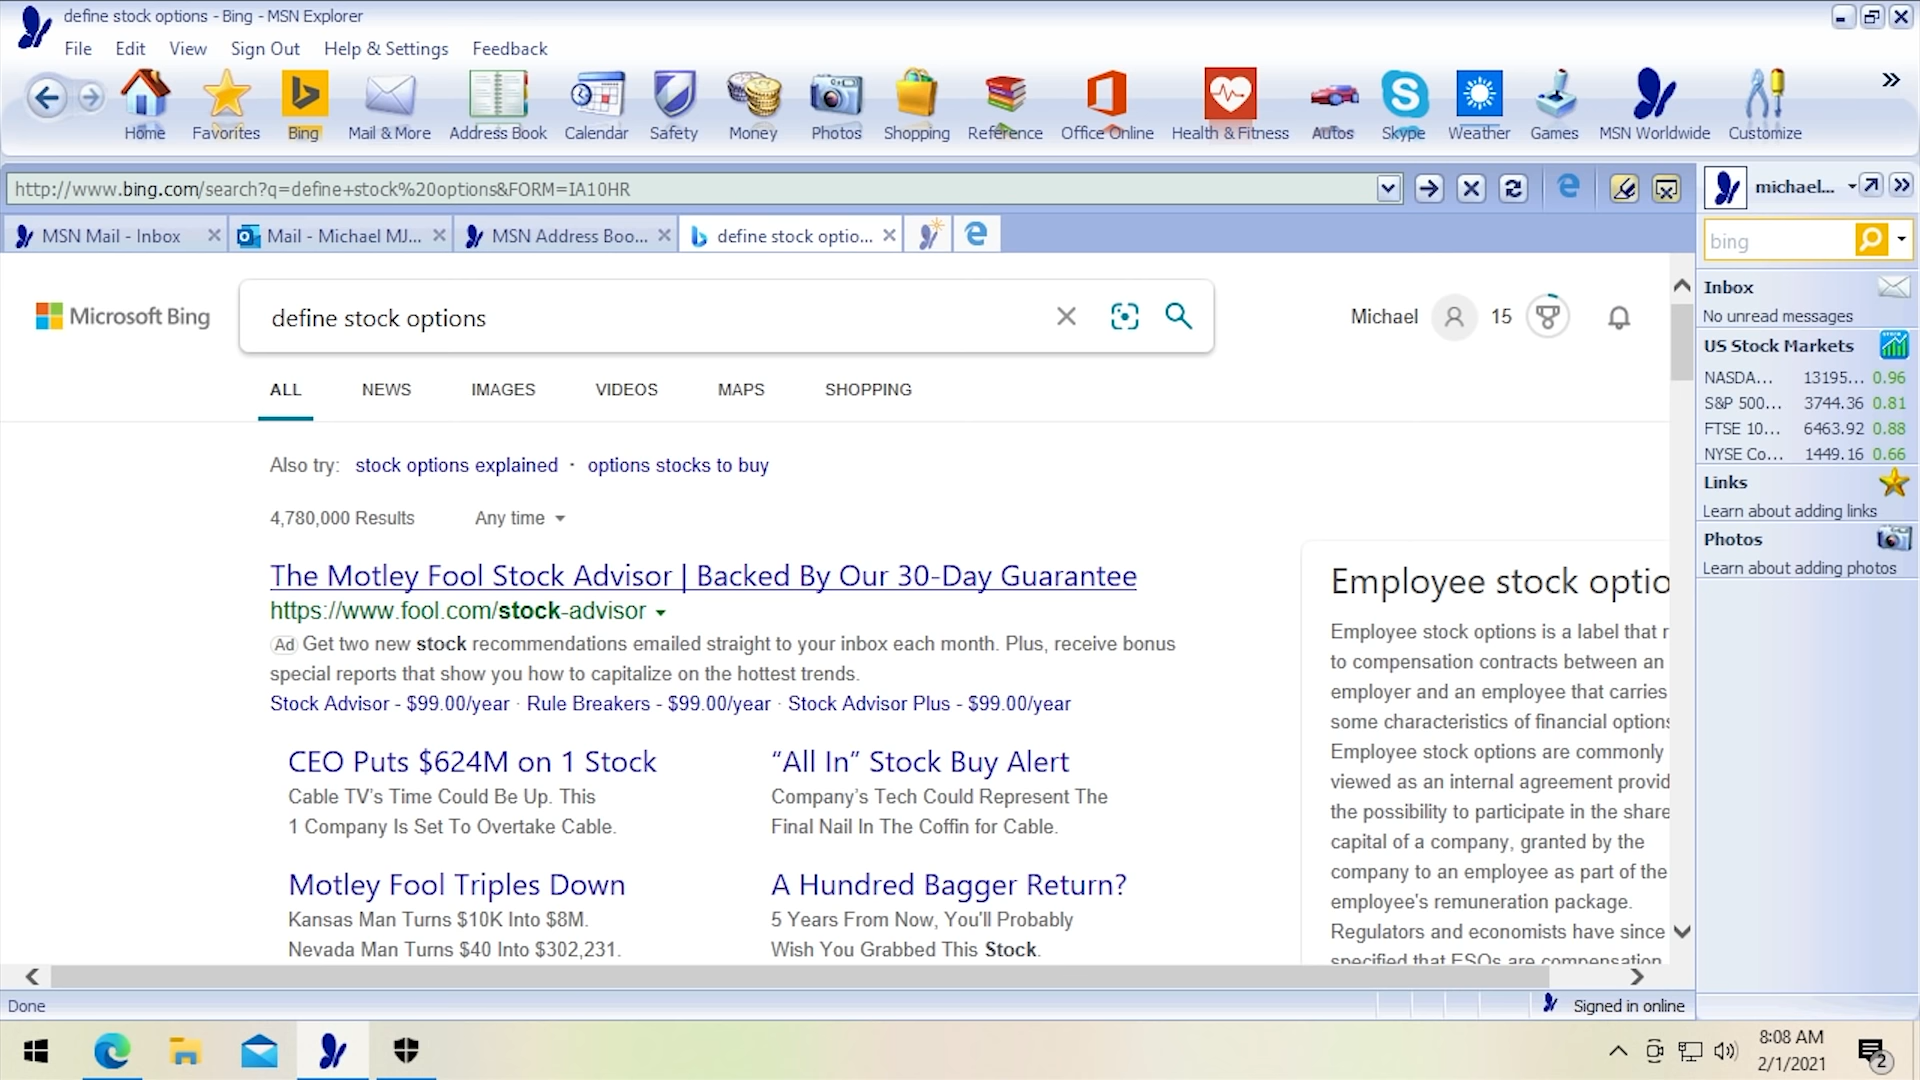 define stock options - Bing - MSN Explorer
File Edit View Sign Out Help & Settings Feedback
Home Favorites Bing Mail & More Address Book Calendar Safety Money Photos Shopping Reference Office Online Health & Fitness Autos Skype Weather Games MSN Worldwide Customize
http://www.bing.com/search?q=define+stock%20options&FORM=IA10HR
michael...
MSN Mail - Inbox
Mail - Michael MJ...
MSN Address Boo...
define stock optio...
bing
Microsoft Bing
define stock options
Michael
15
ALL NEWS IMAGES VIDEOS MAPS SHOPPING
Also try: stock options explained · options stocks to buy
4,780,000 Results Any time
The Motley Fool Stock Advisor | Backed By Our 30-Day Guarantee
https://www.fool.com/stock-advisor
Ad Get two new stock recommendations emailed straight to your inbox each month. Plus, receive bonus
special reports that show you how to capitalize on the hottest trends.
Stock Advisor - $99.00/year · Rule Breakers - $99.00/year · Stock Advisor Plus - $99.00/year
CEO Puts $624M on 1 Stock
Cable TV's Time Could Be Up. This
1 Company Is Set To Overtake Cable.
“All In” Stock Buy Alert
Company's Tech Could Represent The
Final Nail In The Coffin for Cable.
Motley Fool Triples Down
Kansas Man Turns $10K Into $8M.
Nevada Man Turns $40 Into $302,231.
A Hundred Bagger Return?
5 Years From Now, You'll Probably
Wish You Grabbed This Stock.
Employee stock optio
Employee stock options is a label that r
to compensation contracts between an
employer and an employee that carries
some characteristics of financial options
Employee stock options are commonly
viewed as an internal agreement provid
the possibility to participate in the share
capital of a company, granted by the
company to an employee as part of the
employee's remuneration package.
Regulators and economists have since
specified that ESOs are compensation
Inbox
No unread messages
US Stock Markets
NASDA... 13195... 0.96
S&P 500... 3744.36 0.81
FTSE 10... 6463.92 0.88
NYSE Co... 1449.16 0.66
Links
Learn about adding links
Photos
Learn about adding photos
Done
Signed in online
8:08 AM
2/1/2021
2